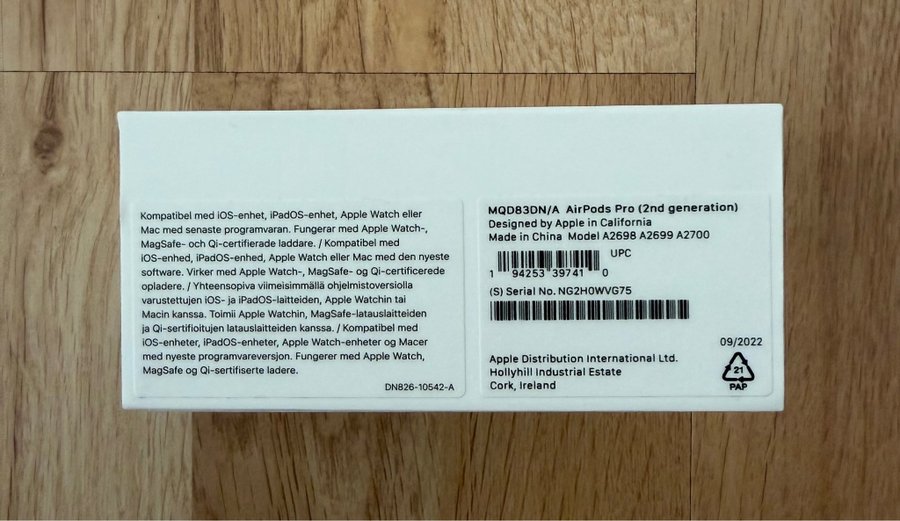 Kompatibel med iOS-enhet, iPadOS-enhet, Apple Watch eller
Mac med senaste programvaran. Fungerar med Apple Watch-,
MagSafe- och Qi-certifierade laddare. / Kompatibel med
iOS-enhed, iPadOS-enhed, Apple Watch eller Mac med den nyeste
software. Virker med Apple Watch-, MagSafe- og Qi-certificerede
opladere. / Yhteensopiva viimeisimmällä ohjelmistoversiolla
varustettujen iOS- ja iPadOS-laitteiden, Apple Watchin tai
Macin kanssa. Toimii Apple Watchin, MagSafe-latauslaitteiden
ja Qi-sertifioitujen latauslaitteiden kanssa. / Kompatibel med
iOS-enheter, iPadOS-enheter, Apple Watch-enheter og Macer
med nyeste programvareversjon. Fungerer med Apple Watch,
MagSafe og Qi-sertifiserte ladere.
DN826-10542-A
MQD83DN/A AirPods Pro (2nd generation)
Designed by Apple in California
Made in China Model A2698 A2699 A2700
UPC
1 94253 39741 0
(S) Serial No. NG2H0WVG75
09/2022
Apple Distribution International Ltd.
Hollyhill Industrial Estate
Cork, Ireland
21
PAP